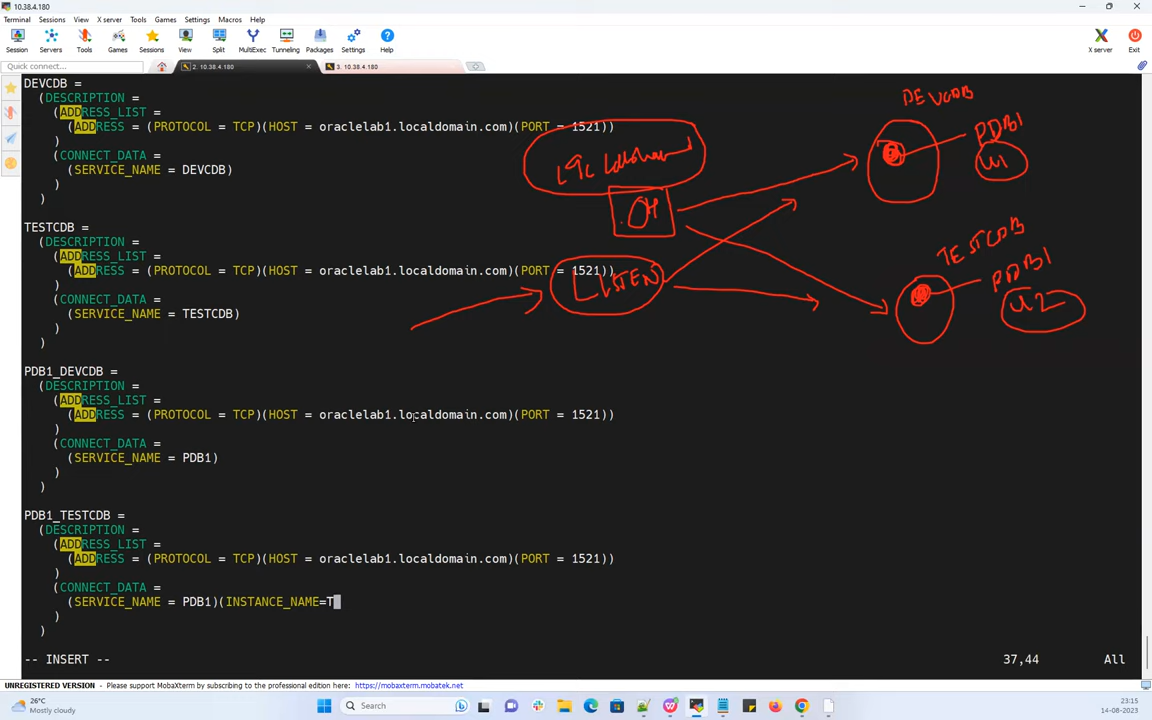 10.38.4.180
Terminal Sessions View X server Tools Games Settings Macros Help
Session Servers Tools Games Sessions View Split MultiExec Tunneling Packages Settings Help X server Exit
Quick connect... 2. 10.38.4.180 3. 10.38.4.180
DEVCDB =
(DESCRIPTION =
(ADDRESS_LIST =
(ADDRESS = (PROTOCOL = TCP)(HOST = oraclelab1.localdomain.com)(PORT = 1521))
)
(CONNECT_DATA =
(SERVICE_NAME = DEVCDB)
)
)
TESTCDB =
(DESCRIPTION =
(ADDRESS_LIST =
(ADDRESS = (PROTOCOL = TCP)(HOST = oraclelab1.localdomain.com)(PORT = 1521))
)
(CONNECT_DATA =
(SERVICE_NAME = TESTCDB)
)
)
PDB1_DEVCDB =
(DESCRIPTION =
(ADDRESS_LIST =
(ADDRESS = (PROTOCOL = TCP)(HOST = oraclelab1.localdomain.com)(PORT = 1521))
)
(CONNECT_DATA =
(SERVICE_NAME = PDB1)
)
)
PDB1_TESTCDB =
(DESCRIPTION =
(ADDRESS_LIST =
(ADDRESS = (PROTOCOL = TCP)(HOST = oraclelab1.localdomain.com)(PORT = 1521))
)
(CONNECT_DATA =
(SERVICE_NAME = PDB1)(INSTANCE_NAME=T
)
)
-- INSERT -- 37,44 All
DEVCDB
PDB1
U1
19c
OH
LISTEN
TESTCDB
PDB1
U2
UNREGISTERED VERSION - Please support MobaXterm by subscribing to the professional edition here: https://mobaxterm.mobatek.net
26°C
Mostly cloudy
Search
23:15
14-08-2023